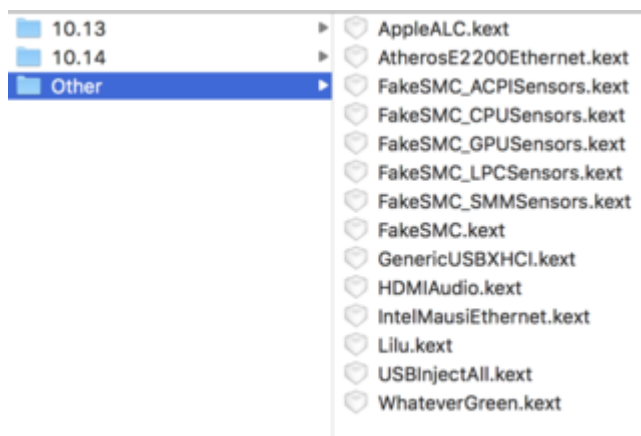 10.13
10.14
Other
AppleALC.kext
AtherosE2200Ethernet.kext
FakeSMC_ACPISensors.kext
FakeSMC_CPUSensors.kext
FakeSMC_GPUSensors.kext
FakeSMC_LPCSensors.kext
FakeSMC_SMMSensors.kext
FakeSMC.kext
GenericUSBXHCI.kext
HDMIAudio.kext
IntelMausiEthernet.kext
Lilu.kext
USBInjectAll.kext
WhateverGreen.kext